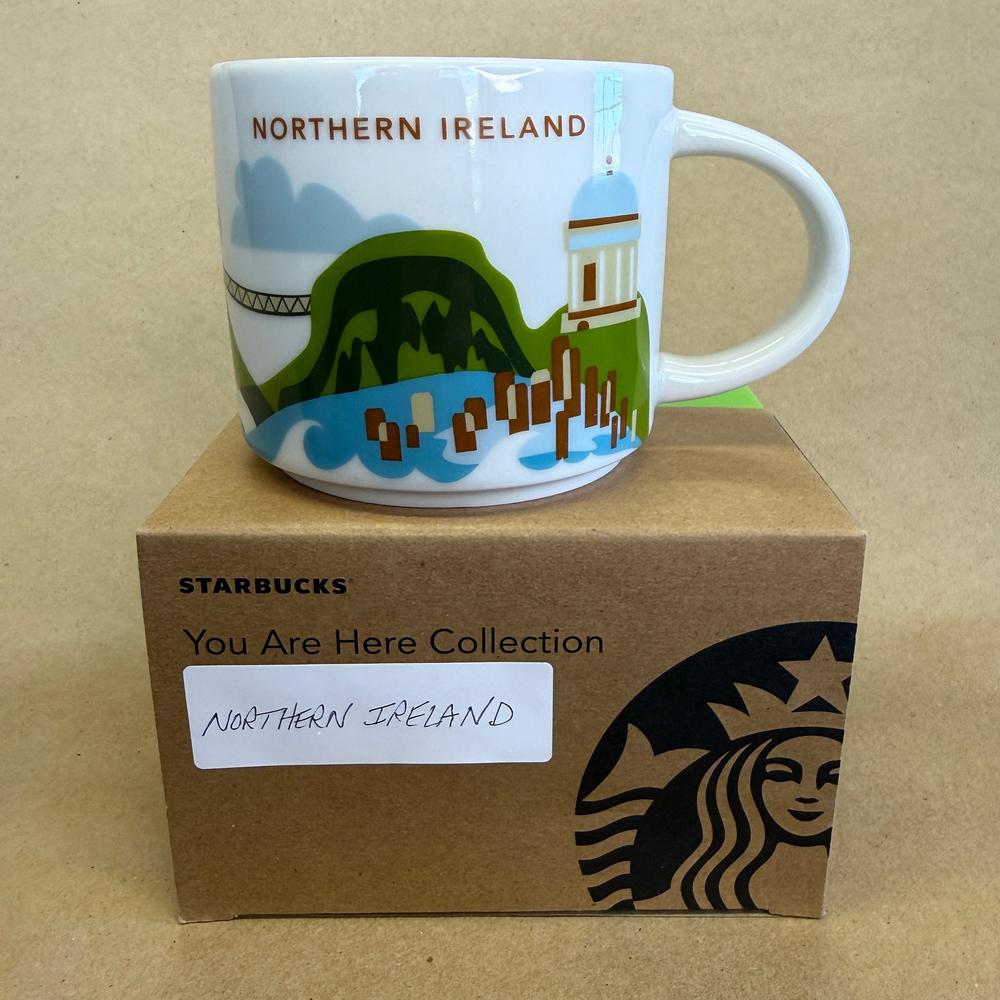 NORTHERN IRELAND
STARBUCKS
You Are Here Collection
NORTHERN IRELAND